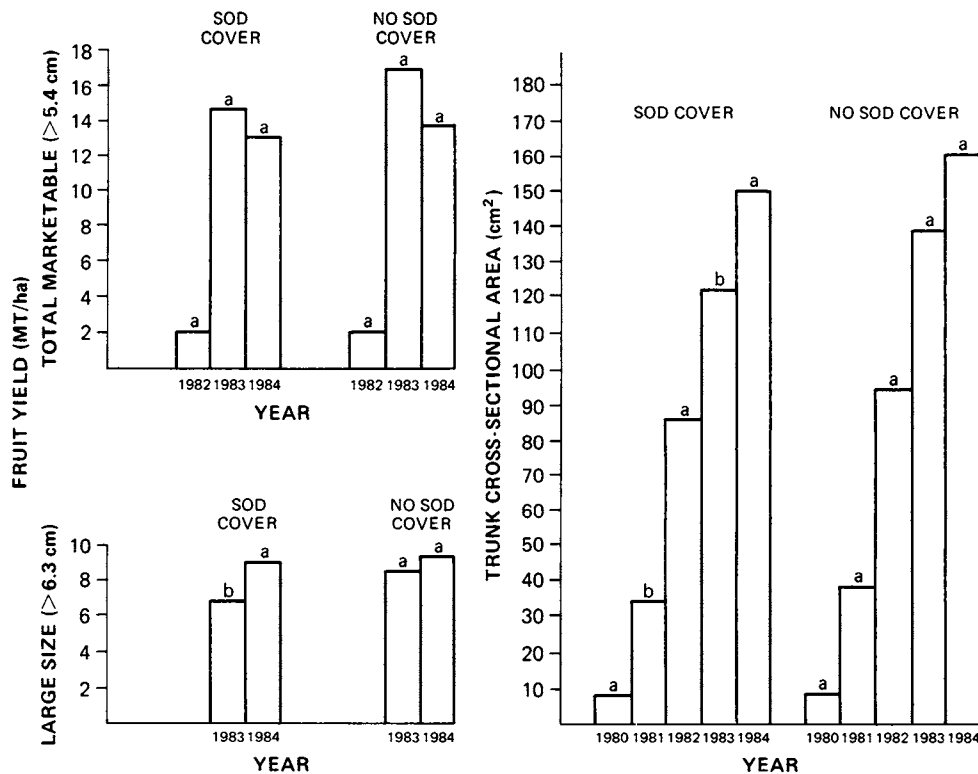 FRUIT YIELD (MT/ha)
TOTAL MARKETABLE (>5.4 cm)
SOD
COVER
NO SOD
COVER
18
16
14
12
10
8
6
4
2
a
a
a
a
a
a
1982 1983 1984
1982 1983 1984
YEAR
LARGE SIZE (>6.3 cm)
SOD
COVER
NO SOD
COVER
10
8
6
4
2
b
a
a
a
1983 1984
1983 1984
YEAR
TRUNK CROSS-SECTIONAL AREA (cm²)
SOD COVER
NO SOD COVER
180
170
160
150
140
130
120
110
100
90
80
70
60
50
40
30
20
10
a
b
a
b
a
a
a
a
a
a
1980 1981 1982 1983 1984
1980 1981 1982 1983 1984
YEAR